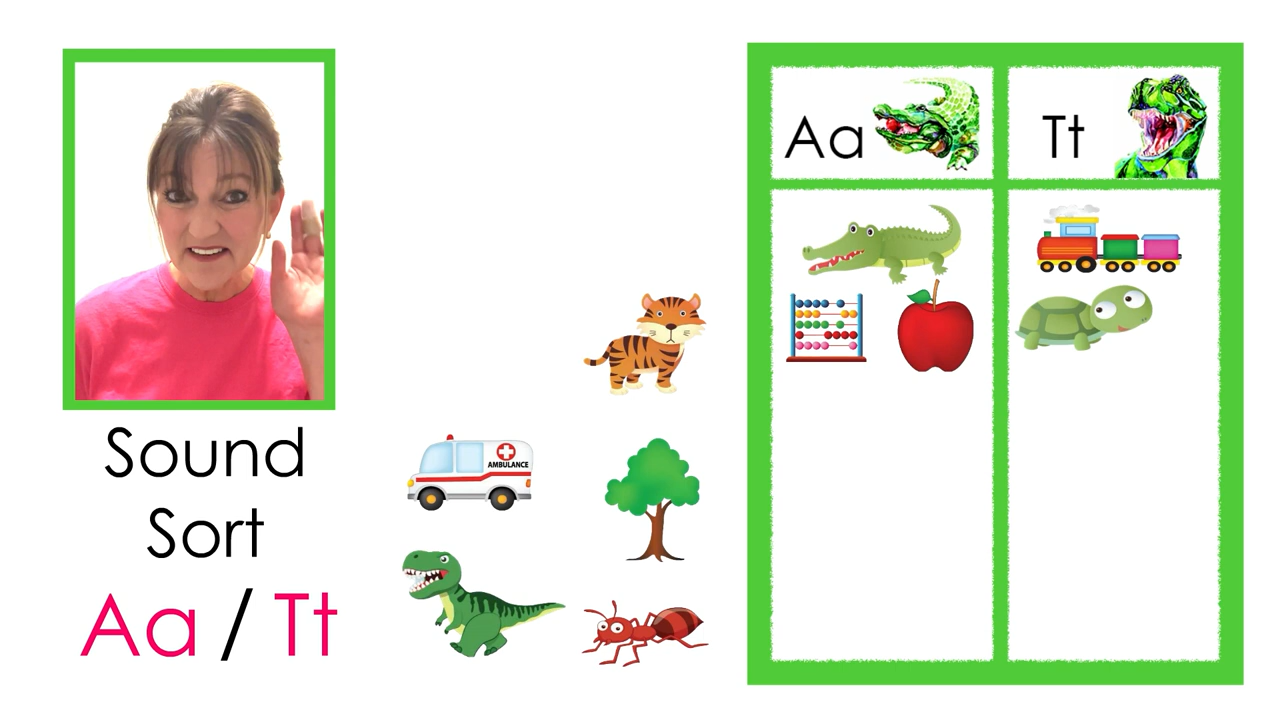 Sound
Sort
Aa / Tt
AMBULANCE
Aa
Tt